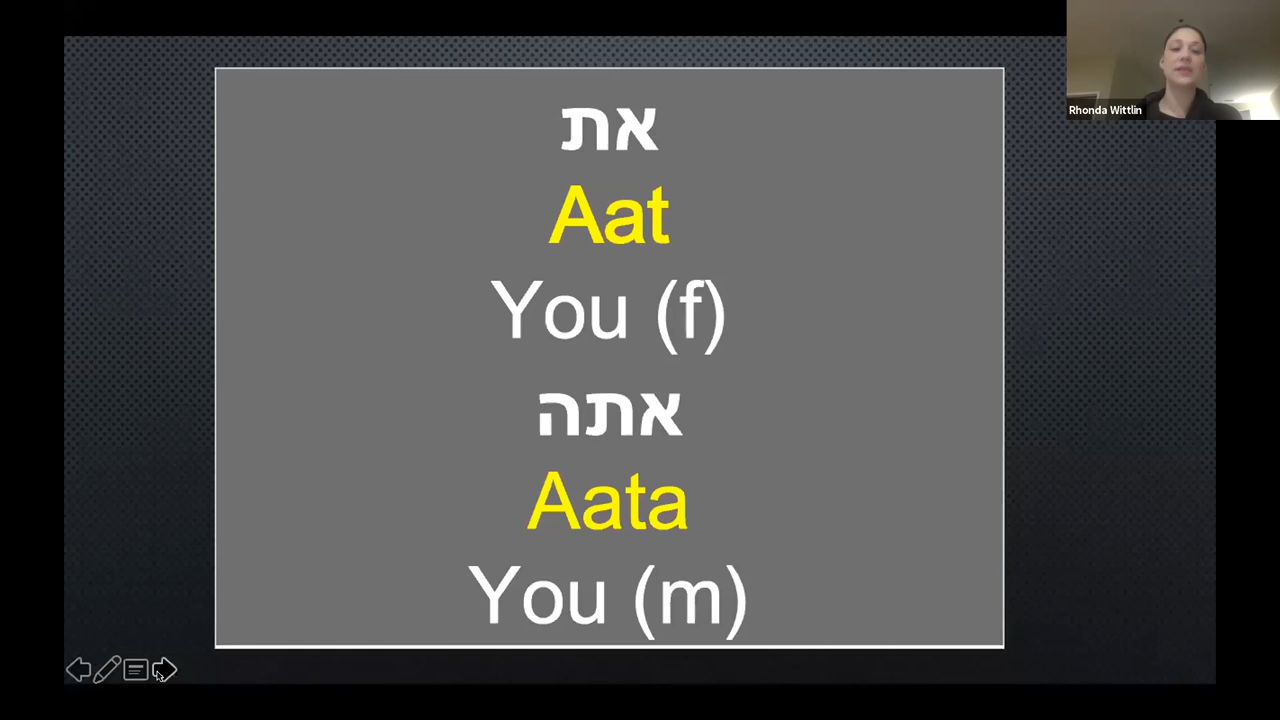 את
Aat
You (f)
אתה
Aata
You (m)
Rhonda Wittlin